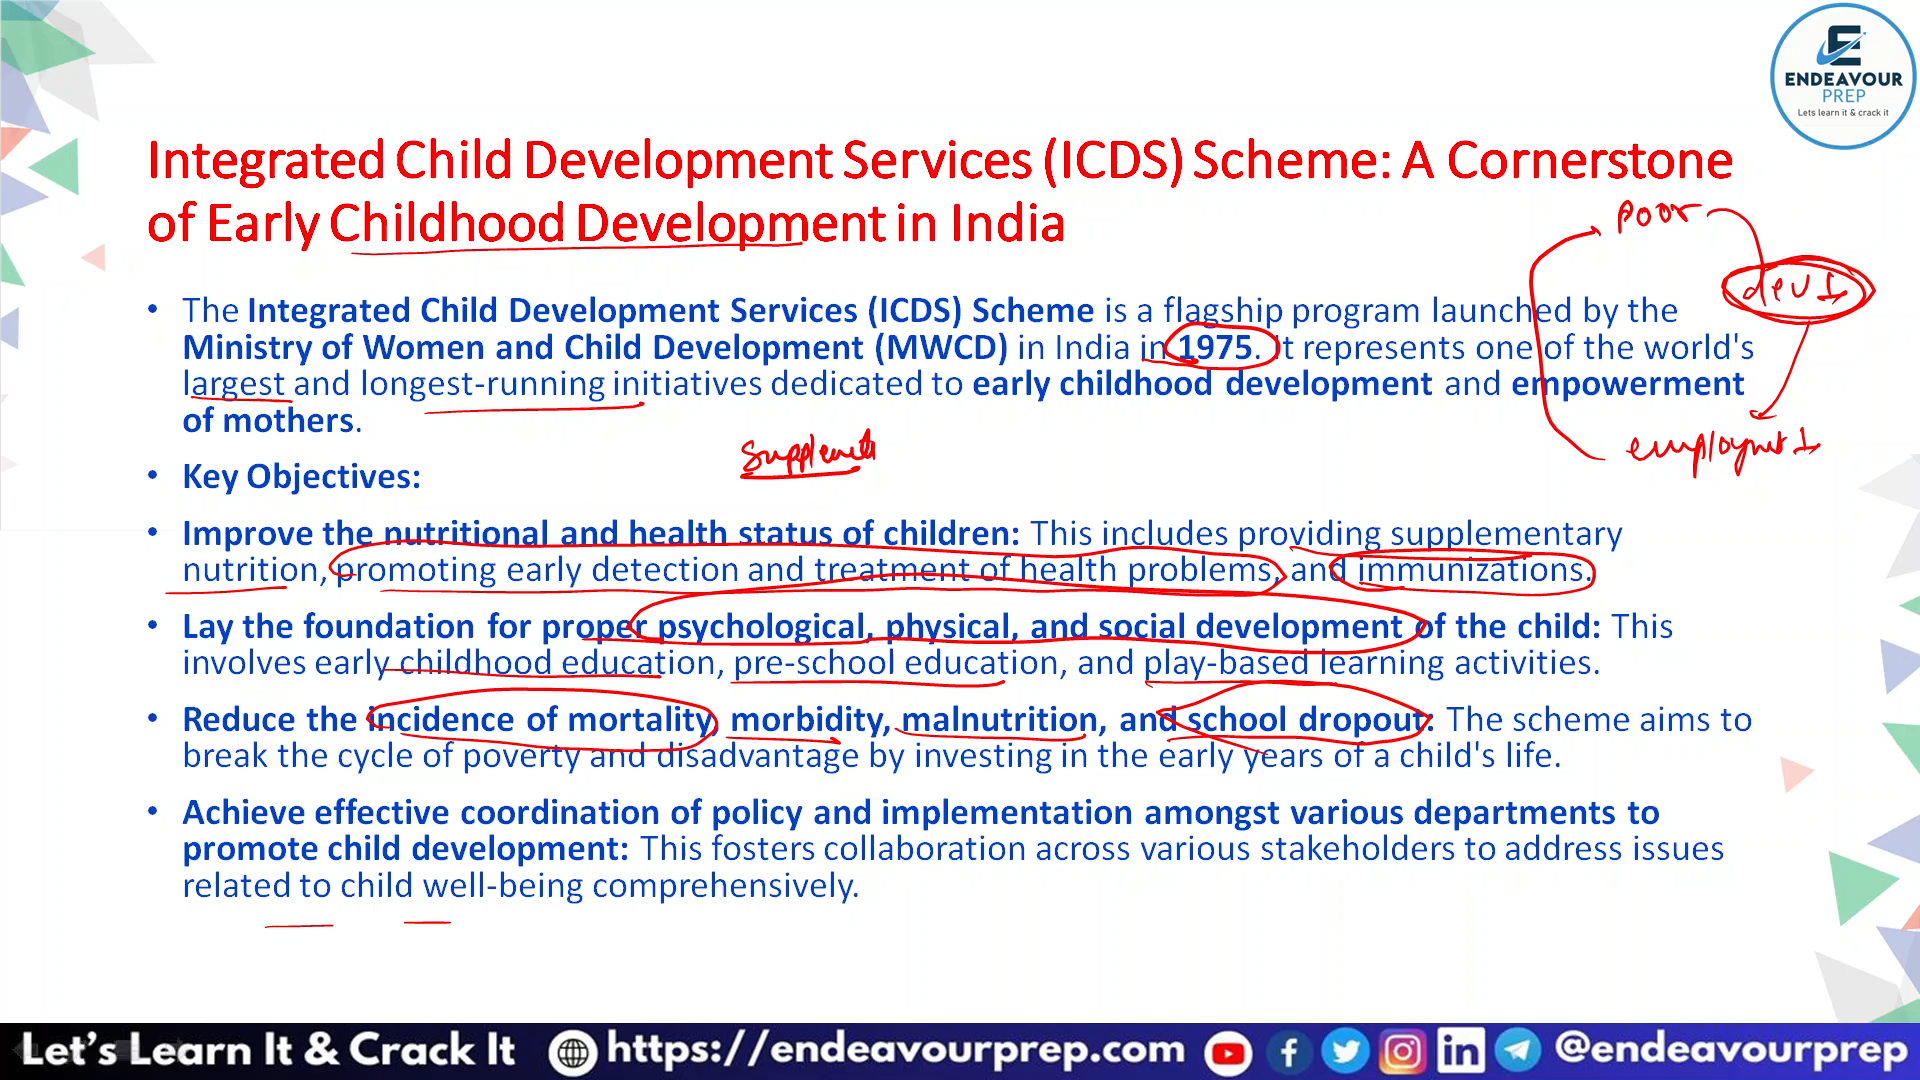 ENDEAVOUR
PREP
Lets learn it & crack it
Integrated Child Development Services (ICDS) Scheme: A Cornerstone
of Early Childhood Development in India
poor
dev
• The Integrated Child Development Services (ICDS) Scheme is a flagship program launched by the
Ministry of Women and Child Development (MWCD) in India in 1975. It represents one of the world's
largest and longest-running initiatives dedicated to early childhood development and empowerment
of mothers.
• Key Objectives:
• Improve the nutritional and health status of children: This includes providing supplementary
nutrition, promoting early detection and treatment of health problems, and immunizations.
• Lay the foundation for proper psychological, physical, and social development of the child: This
involves early childhood education, pre-school education, and play-based learning activities.
• Reduce the incidence of mortality, morbidity, malnutrition, and school dropout: The scheme aims to
break the cycle of poverty and disadvantage by investing in the early years of a child's life.
• Achieve effective coordination of policy and implementation amongst various departments to
promote child development: This fosters collaboration across various stakeholders to address issues
related to child well-being comprehensively.
Let's Learn It & Crack It https://endeavourprep.com @endeavourprep